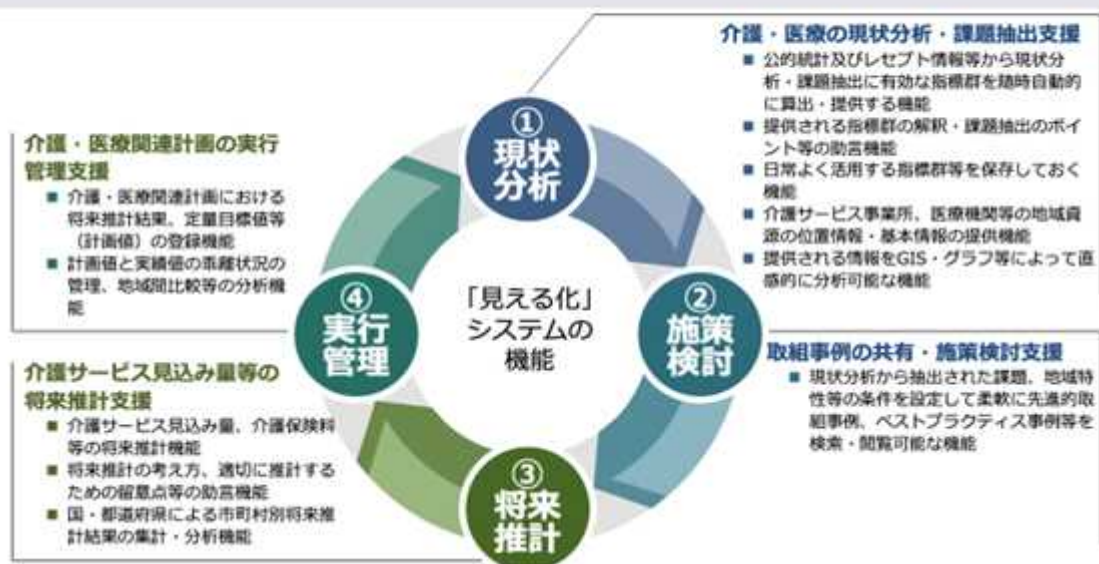 介護・医療の現状分析・課題抽出支援
■ 公的統計及びレセプト情報等から現状分
析・課題抽出に有効な指標群を随時自動的
に算出・提供する機能
■ 提供される指標群の解釈・課題抽出のポイ
ント等の助言機能
■ 日常よく活用する指標群等を保存しておく
機能
■ 介護サービス事業所、医療機関等の地域資
源の位置情報・基本情報の提供機能
■ 提供される情報をGIS・グラフ等によって直
感的に分析可能な機能
①
現状
分析
②
施策
検討
取組事例の共有・施策検討支援
■ 現状分析から抽出された課題、地域特
性等の条件を設定して柔軟に先進的取
組事例、ベストプラクティス事例等を
検索・閲覧可能な機能
「見える化」
システムの
機能
③
将来
推計
介護サービス見込み量等の
将来推計支援
■ 介護サービス見込み量、介護保険料
等の将来推計機能
■ 将来推計の考え方、適切に推計する
ための留意点等の助言機能
■ 国・都道府県による市町村別将来推
計結果の集計・分析機能
④
実行
管理
介護・医療関連計画の実行
管理支援
■ 介護・医療関連計画における
将来推計結果、定量目標値等
（計画値）の登録機能
■ 計画値と実績値の乖離状況の
管理、地域間比較等の分析機
能